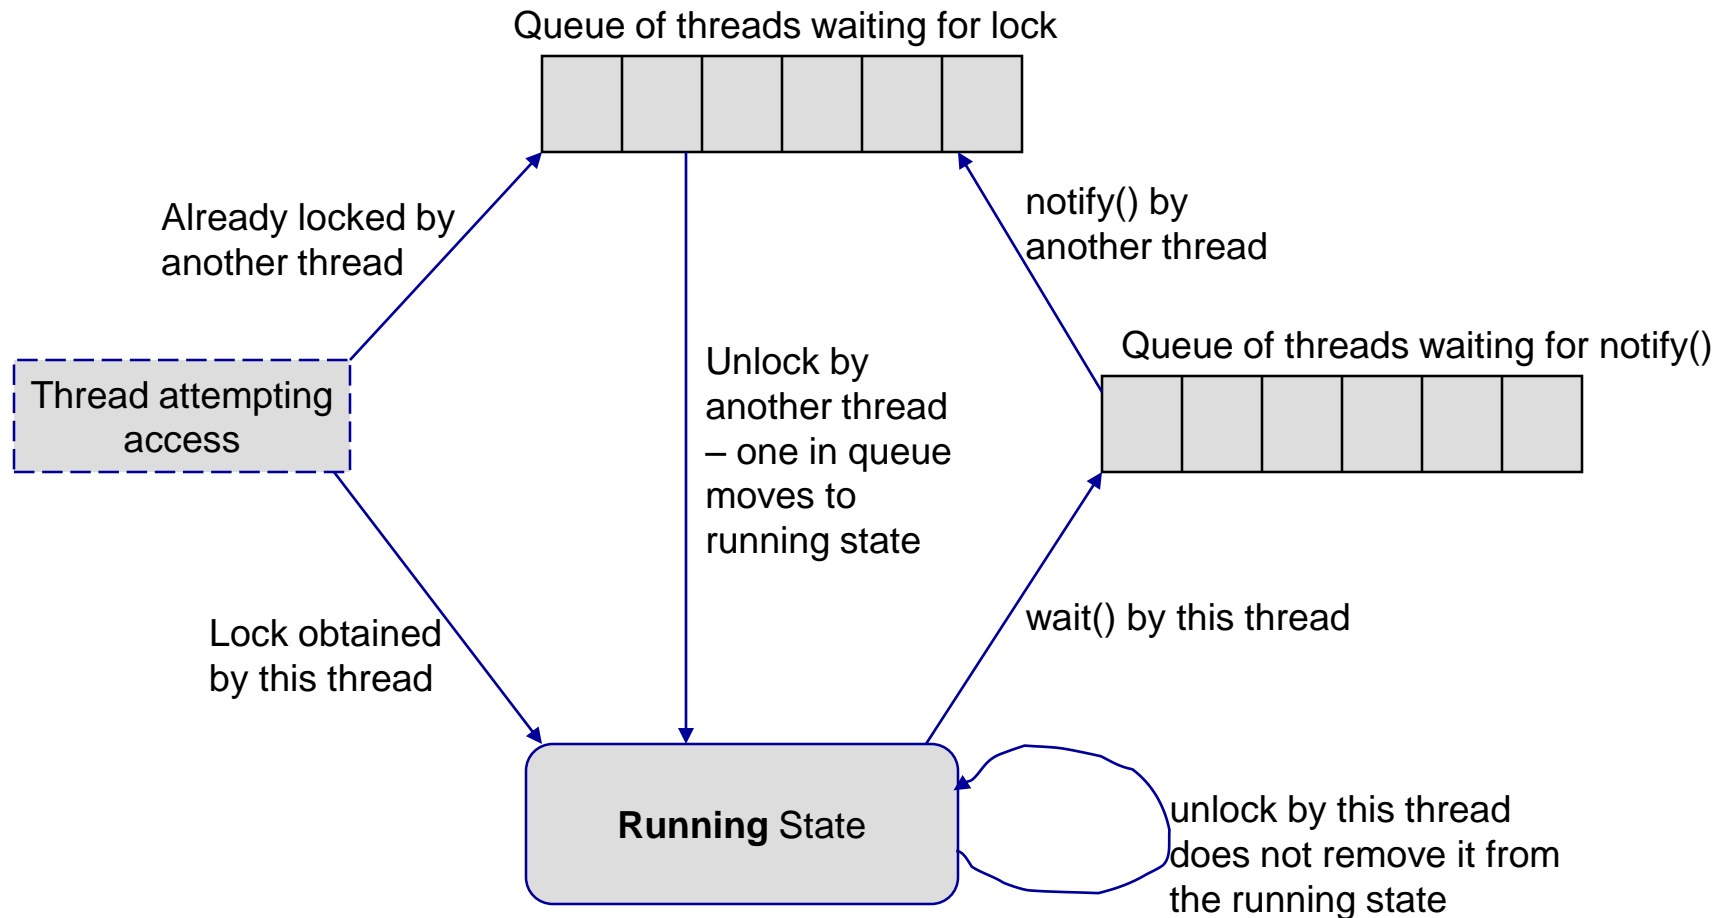 Queue of threads waiting for lock
Already locked by
another thread
notify() by
another thread
Thread attempting
access
Unlock by
another thread
– one in queue
moves to
running state
Queue of threads waiting for notify()
Lock obtained
by this thread
wait() by this thread
Running State
unlock by this thread
does not remove it from
the running state